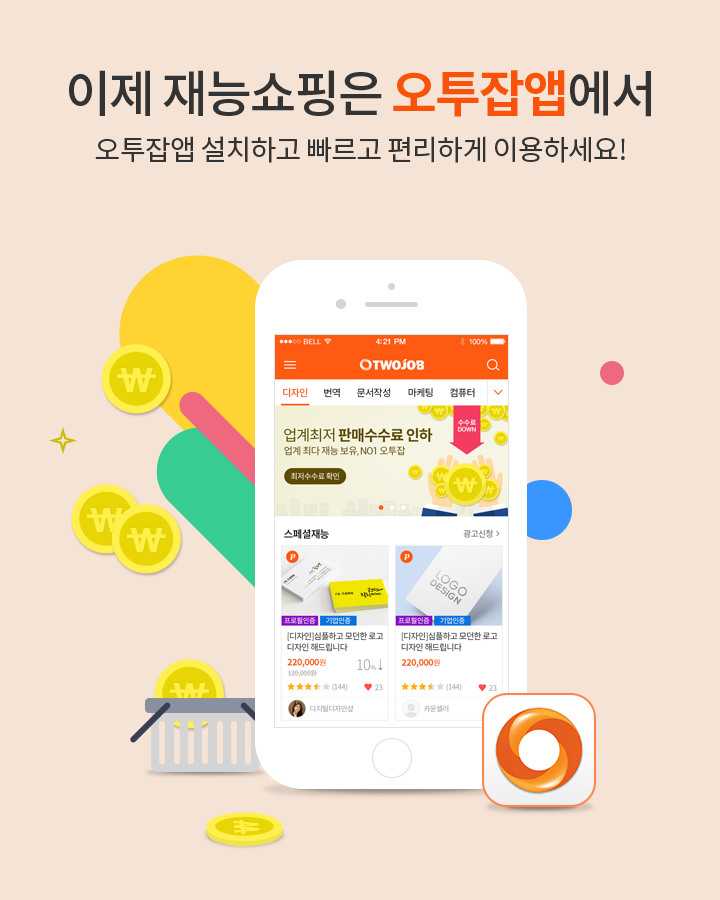 이제 재능쇼핑은 오투잡앱에서
오투잡앱 설치하고 빠르고 편리하게 이용하세요!
BELL 4:21 PM 100%
OTWOJOB
디자인 번역 문서작성 마케팅 컴퓨터
업계최저 판매수수료 인하
업계 최다 재능 보유, NO1 오투잡
최저수수료 확인
수수료
DOWN
스페셜재능 광고신청 >
P P
LOGO
DESIGN
프로필인증 기업인증 프로필인증 기업인증
[디자인]심플하고 모던한 로고 [디자인]심플하고 모던한 로고
디자인 해드립니다 디자인 해드립니다
220,000원 10%↓ 220,000원
120,000원
(144) 23 (144) 23
디지털디자인샵 카운셀러